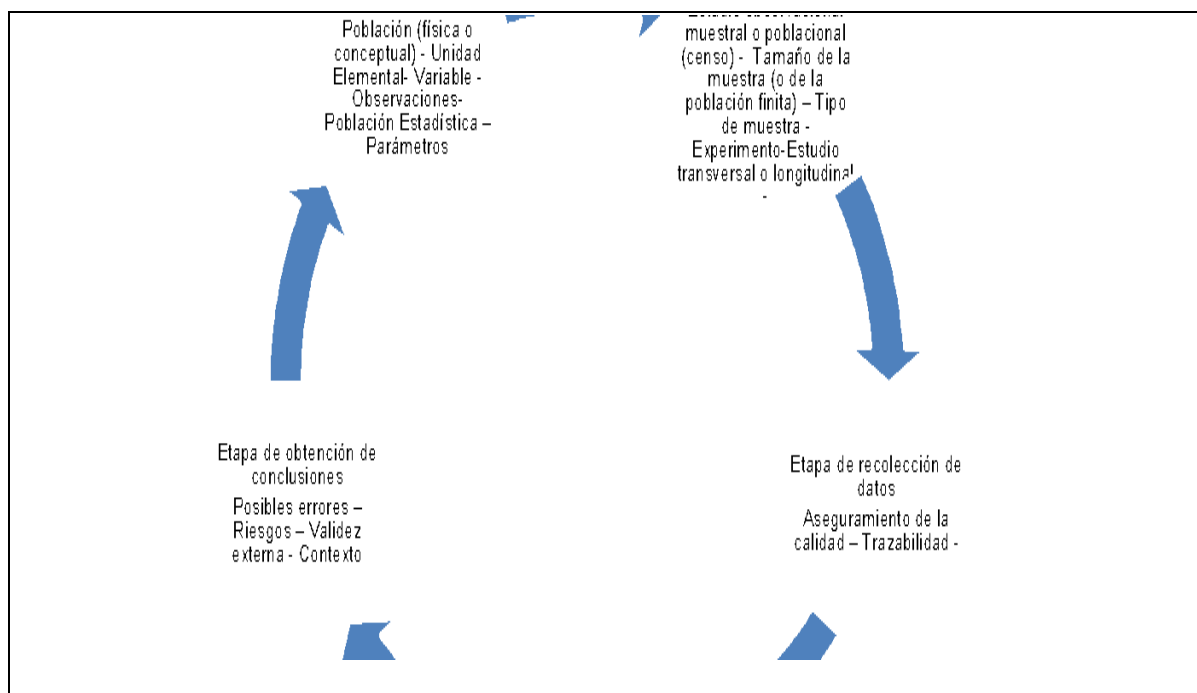 Población (física o
conceptual) - Unidad
Elemental- Variable -
Observaciones-
Población Estadística –
Parámetros
muestral o poblacional
(censo) - Tamaño de la
muestra (o de la
población finita) – Tipo
de muestra -
Experimento-Estudio
transversal o longitudinal
-
Etapa de recolección de
datos
Aseguramiento de la
calidad – Trazabilidad -
Etapa de obtención de
conclusiones
Posibles errores –
Riesgos – Validez
externa - Contexto